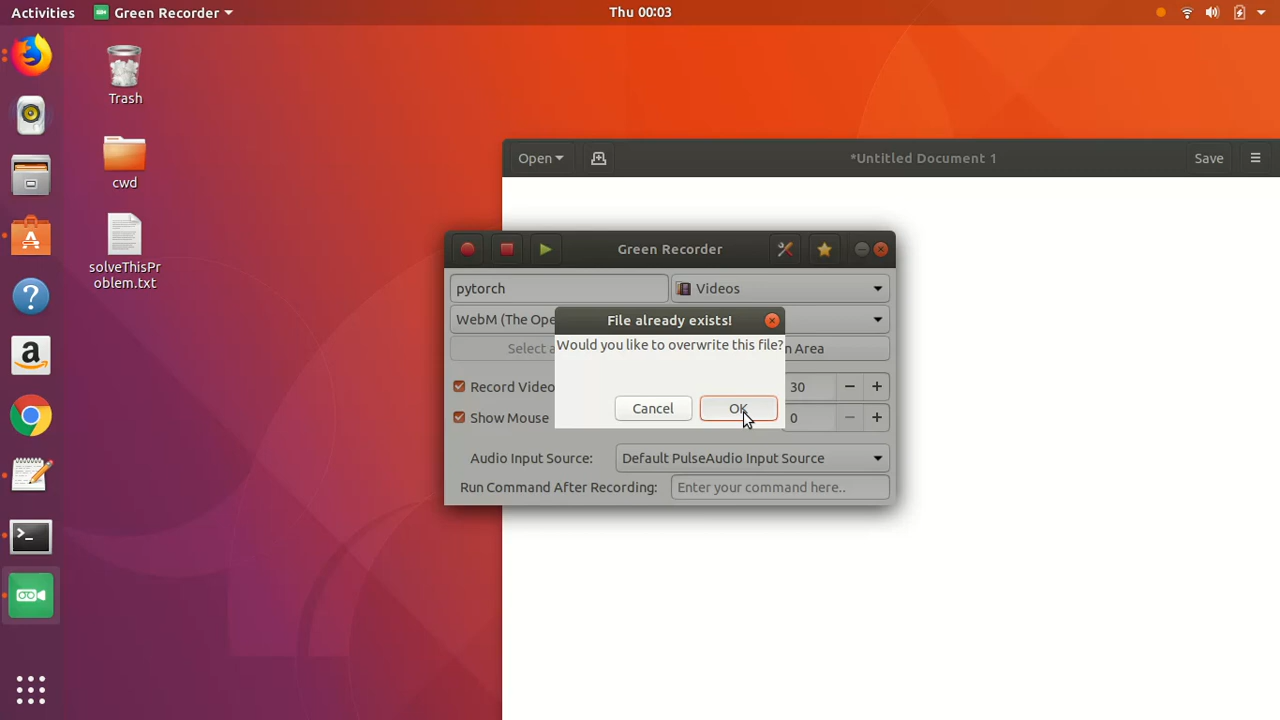 Activities
Green Recorder
Thu 00:03
Trash
cwd
solveThisPr
oblem.txt
Open
*Untitled Document 1
Save
Green Recorder
pytorch
Videos
WebM (The Ope
File already exists!
Would you like to overwrite this file?
Select a
n Area
Record Video
30
Cancel
OK
Show Mouse
0
Audio Input Source:
Default PulseAudio Input Source
Run Command After Recording:
Enter your command here..